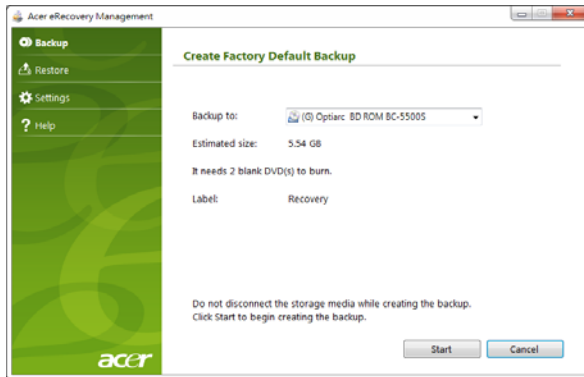 Acer eRecovery Management
Backup
Restore
Settings
Help
Create Factory Default Backup
Backup to: (G) Optiarc BD ROM BC-5500S
Estimated size: 5.54 GB
It needs 2 blank DVD(s) to burn.
Label: Recovery
Do not disconnect the storage media while creating the backup.
Click Start to begin creating the backup.
Start Cancel
acer